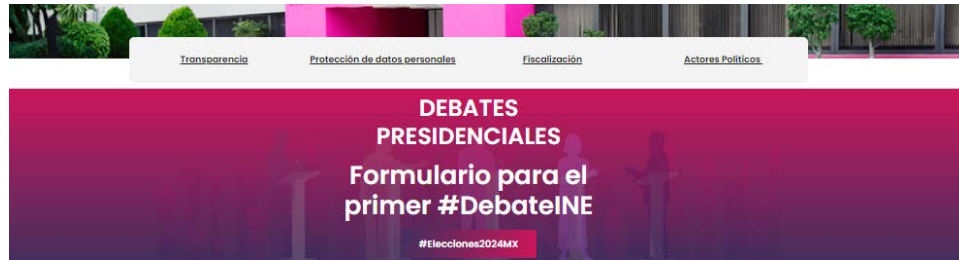 Transparencia
Protección de datos personales
Fiscalización
Actores Políticos
DEBATES
PRESIDENCIALES
Formulario para el
primer #DebateINE
#Elecciones2024MX